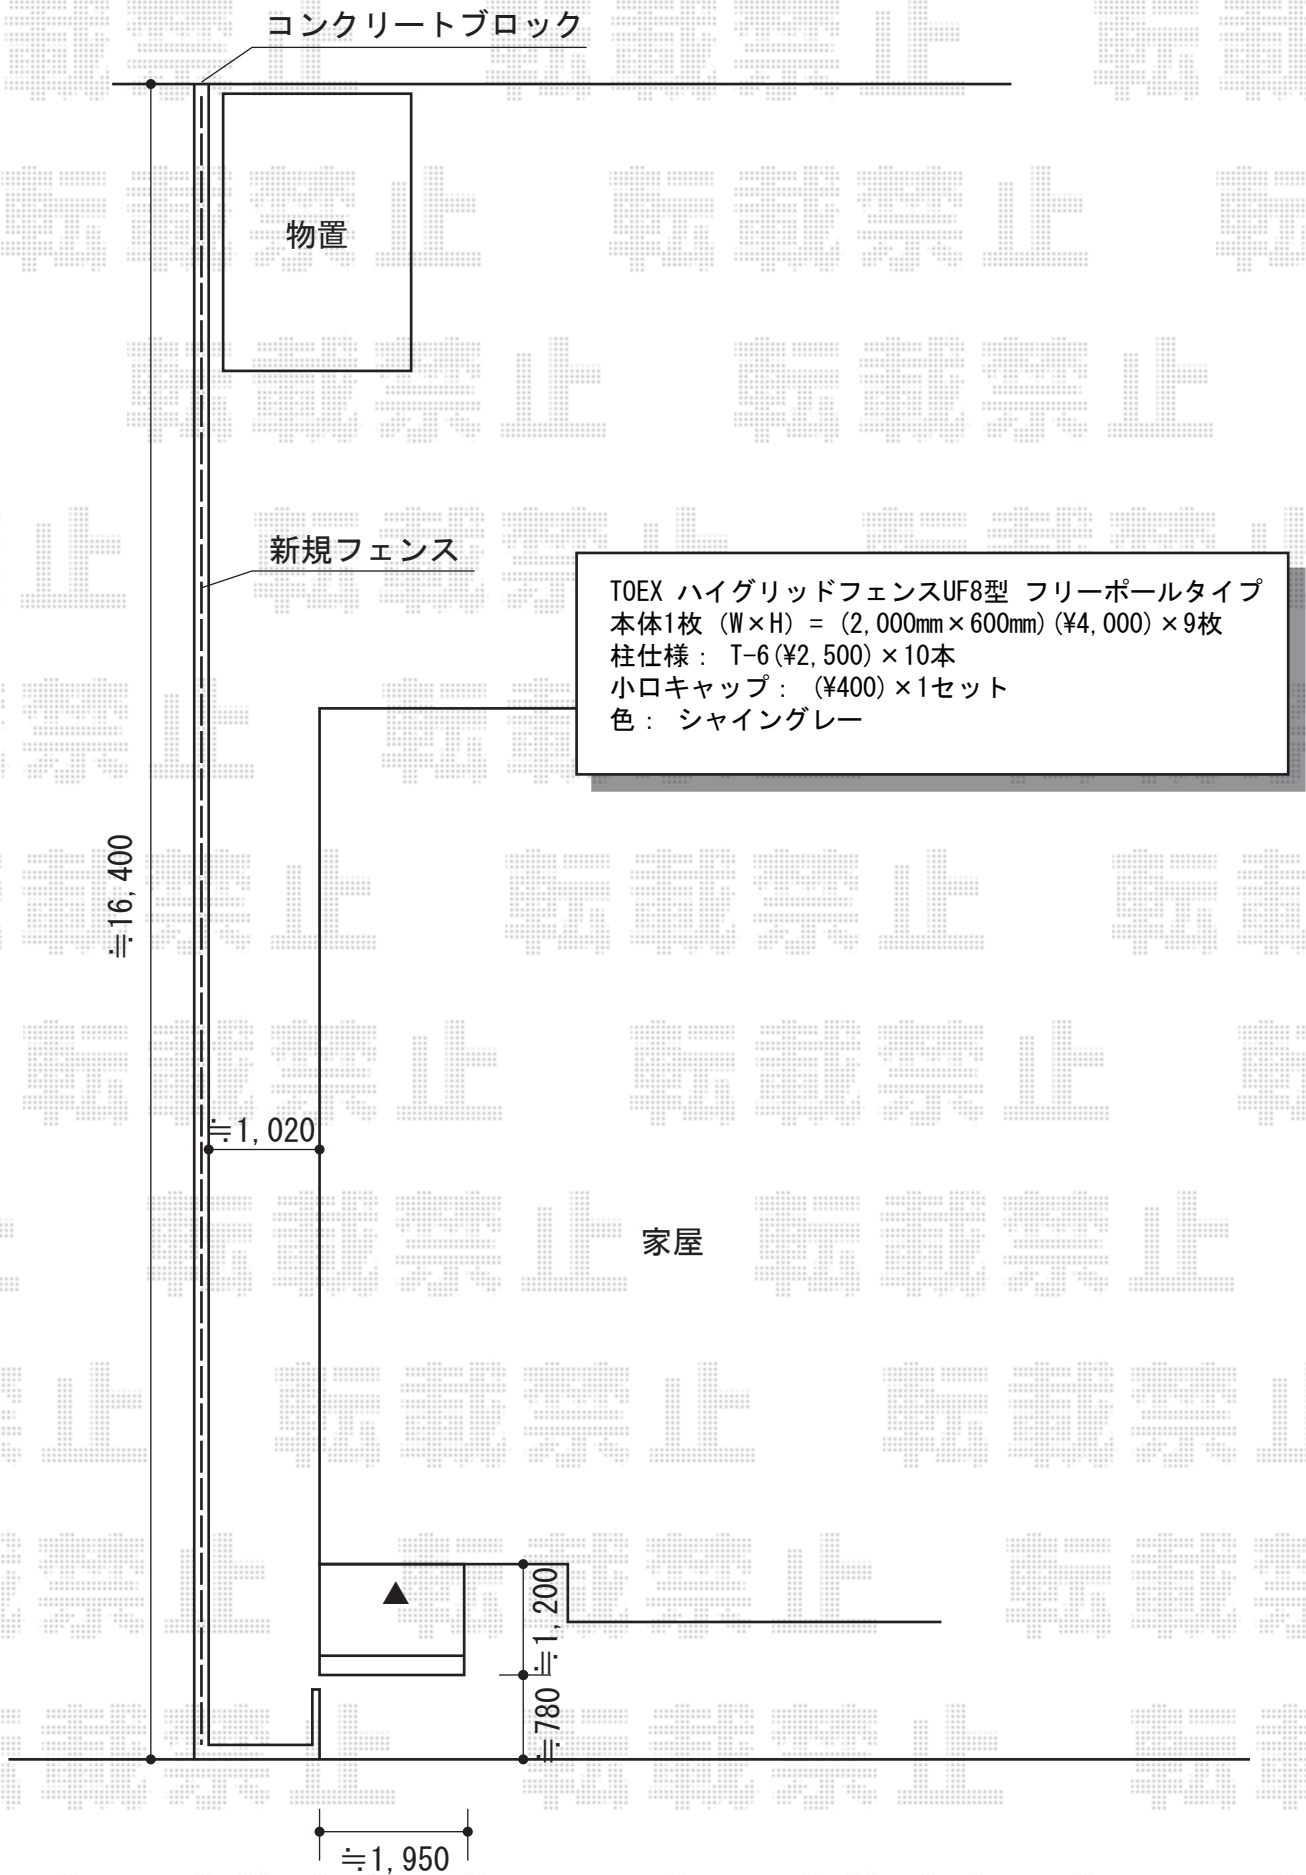 コンクリートブロック
物置
新規フェンス
TOEX ハイグリッドフェンスUF8型 フリーポールタイプ
本体1枚 (W×H) = (2,000mm×600mm)(¥4,000)×9枚
柱仕様: T-6(¥2,500)×10本
小口キャップ: (¥400)×1セット
色: シャイングレー
≒16,400
≒1,020
家屋
≒1,200
≒780
≒1,950
転載禁止